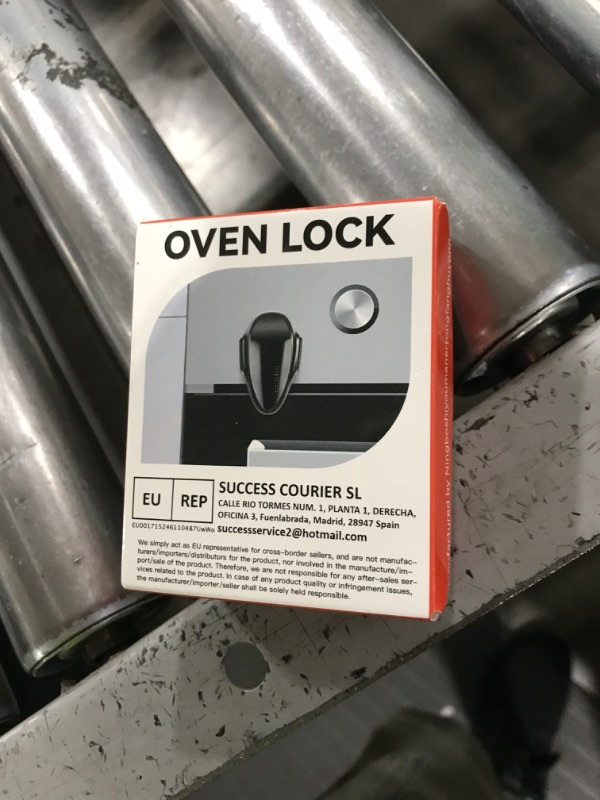 OVEN LOCK
EU REP
SUCCESS COURIER SL
CALLE RIO TORMES NUM. 1, PLANTA 1, DERECHA,
OFICINA 3, Fuenlabrada, Madrid, 28947 Spain
successservice2@hotmail.com
We simply act as EU representative for cross-border sellers, and are not manufac-
turers/importers/distributors for the product, nor involved in the manufacture/im-
port/sale of the product. Therefore, we are not responsible for any after-sales ser-
vices related to the product. In case of any product quality or infringement issues,
the manufacturer/importer/seller shall be solely held responsible.